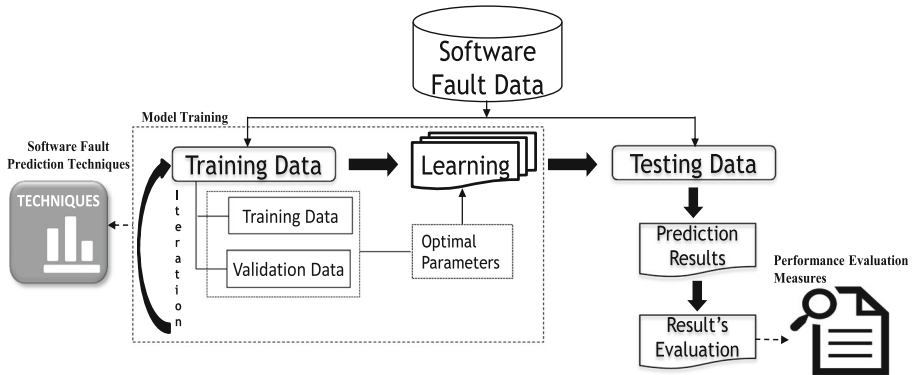 Software
Fault Data
Model Training
Software Fault
Prediction Techniques
TECHNIQUES
Training Data
Learning
Testing Data
Iteration
Training Data
Validation Data
Optimal
Parameters
Prediction
Results
Performance Evaluation
Measures
Result's
Evaluation